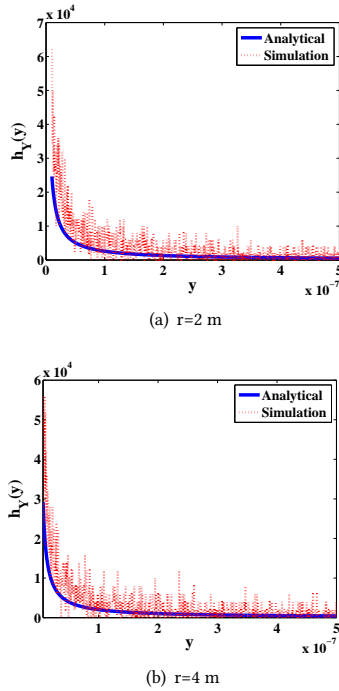 x 10^4
7
6
5
4
3
2
1
0
h_Y(y)
Analytical
Simulation
0 1 2 3 4 5
y
x 10^-7
(a) r=2 m
x 10^4
6
5
4
3
2
1
0
h_Y(y)
Analytical
Simulation
1 2 3 4 5
y
x 10^-7
(b) r=4 m